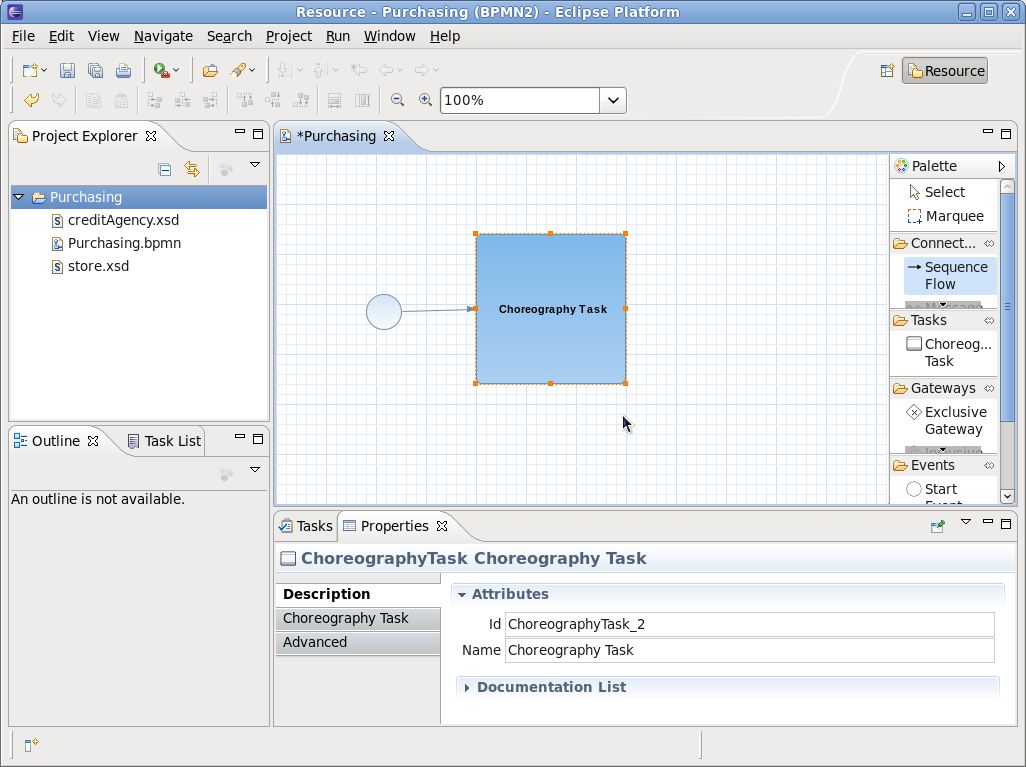 Resource - Purchasing (BPMN2) - Eclipse Platform
File Edit View Navigate Search Project Run Window Help
Resource
100%
Project Explorer
Purchasing
creditAgency.xsd
Purchasing.bpmn
store.xsd
Outline Task List
An outline is not available.
*Purchasing
Choreography Task
Palette
Select
Marquee
Connect...
Sequence
Flow
Tasks
Choreog...
Task
Gateways
Exclusive
Gateway
Events
Start
Tasks Properties
ChoreographyTask Choreography Task
Description
Choreography Task
Advanced
Attributes
Id ChoreographyTask_2
Name Choreography Task
Documentation List